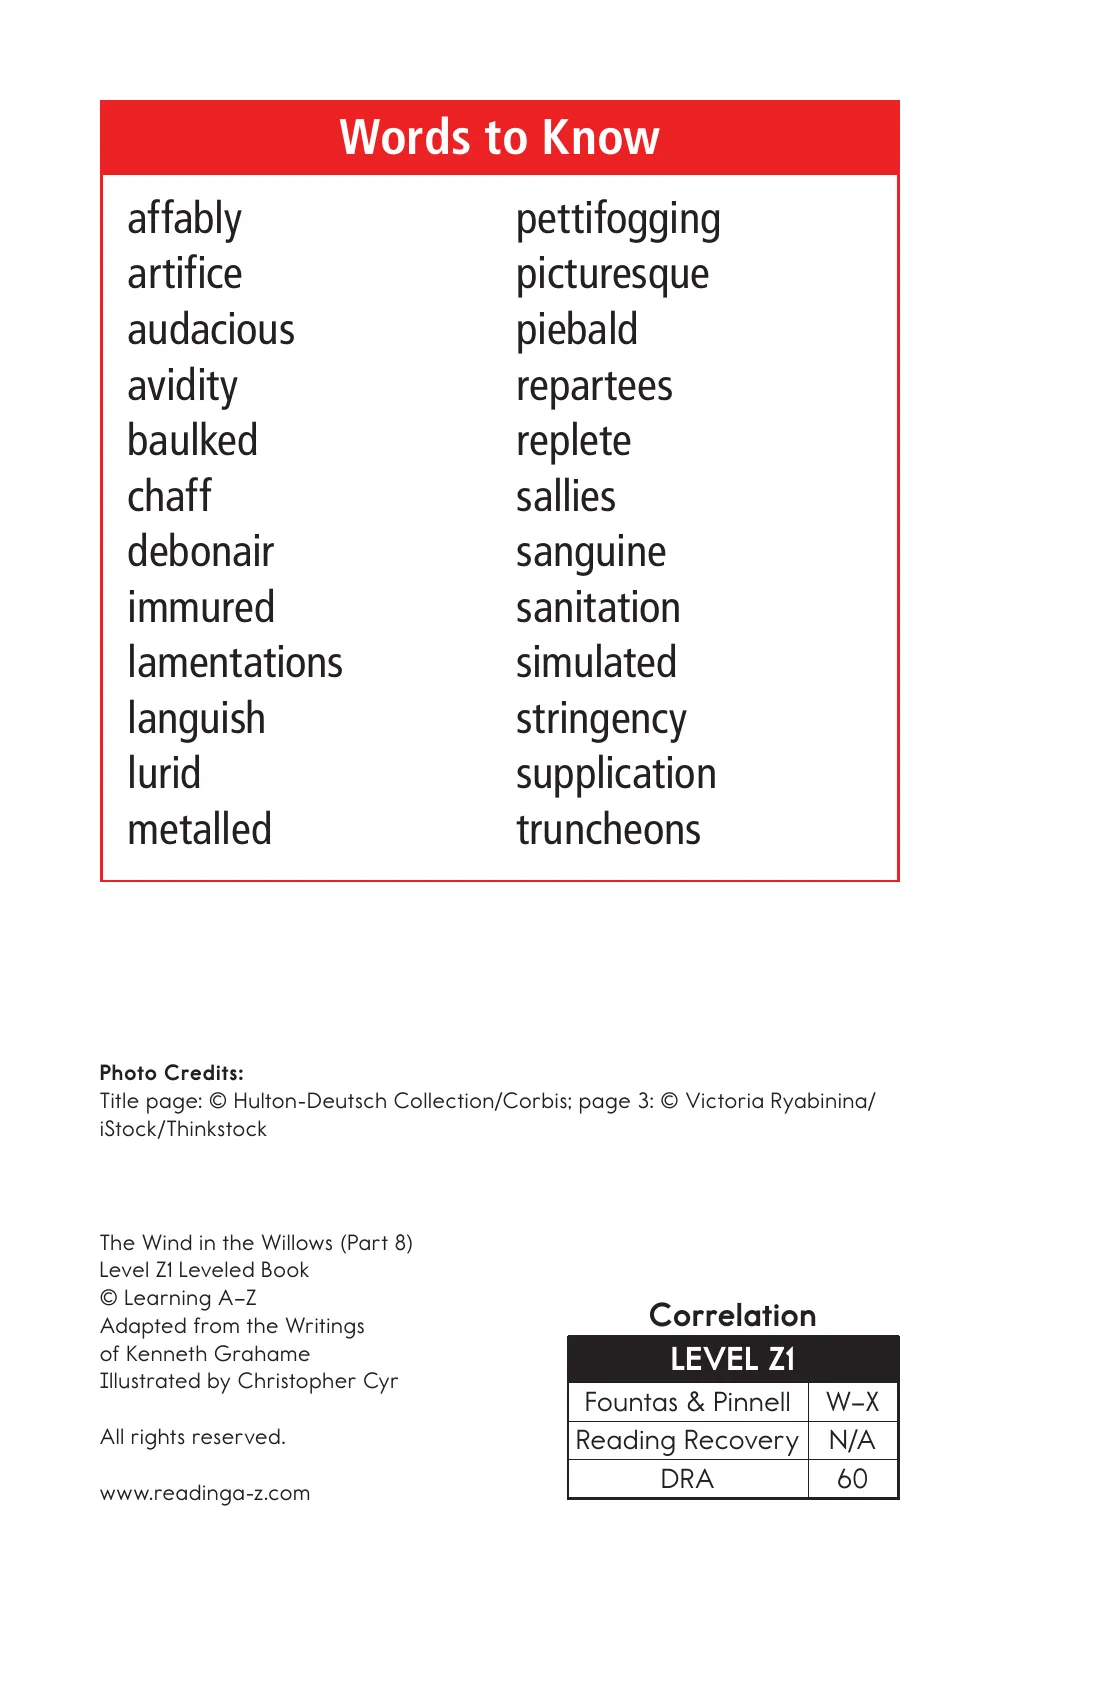 Words to Know
affably
artifice
audacious
avidity
baulked
chaff
debonair
immured
lamentations
languish
lurid
metalled
pettifogging
picturesque
piebald
repartees
replete
sallies
sanguine
sanitation
simulated
stringency
supplication
truncheons
Photo Credits:
Title page: © Hulton-Deutsch Collection/Corbis; page 3: © Victoria Ryabinina/
iStock/Thinkstock
The Wind in the Willows (Part 8)
Level Z1 Leveled Book
© Learning A–Z
Adapted from the Writings
of Kenneth Grahame
Illustrated by Christopher Cyr
All rights reserved.
www.readinga-z.com
Correlation
LEVEL Z1
Fountas & Pinnell W–X
Reading Recovery N/A
DRA 60